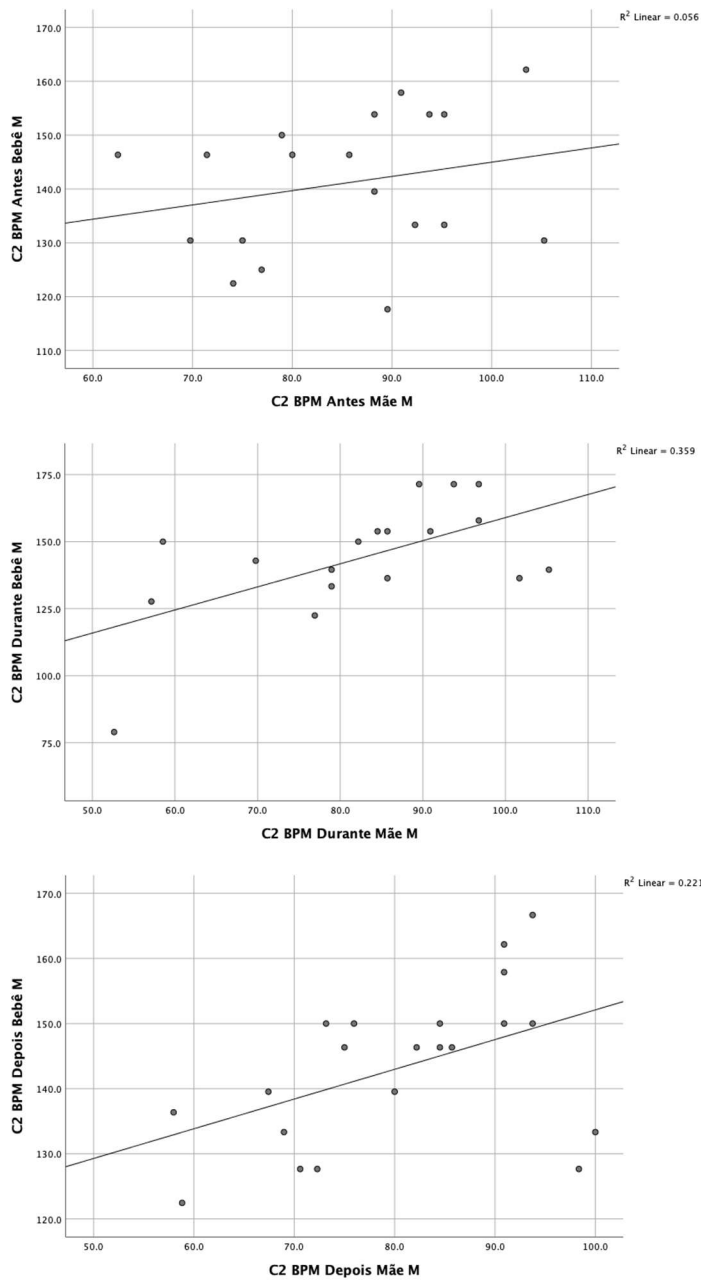 R² Linear = 0.056
170.0
160.0
150.0
140.0
130.0
120.0
110.0
C2 BPM Antes Bebê M
60.0 70.0 80.0 90.0 100.0 110.0
C2 BPM Antes Mãe M
R² Linear = 0.359
175.0
150.0
125.0
100.0
75.0
C2 BPM Durante Bebê M
50.0 60.0 70.0 80.0 90.0 100.0 110.0
C2 BPM Durante Mãe M
R² Linear = 0.221
170.0
160.0
150.0
140.0
130.0
120.0
C2 BPM Depois Bebê M
50.0 60.0 70.0 80.0 90.0 100.0
C2 BPM Depois Mãe M